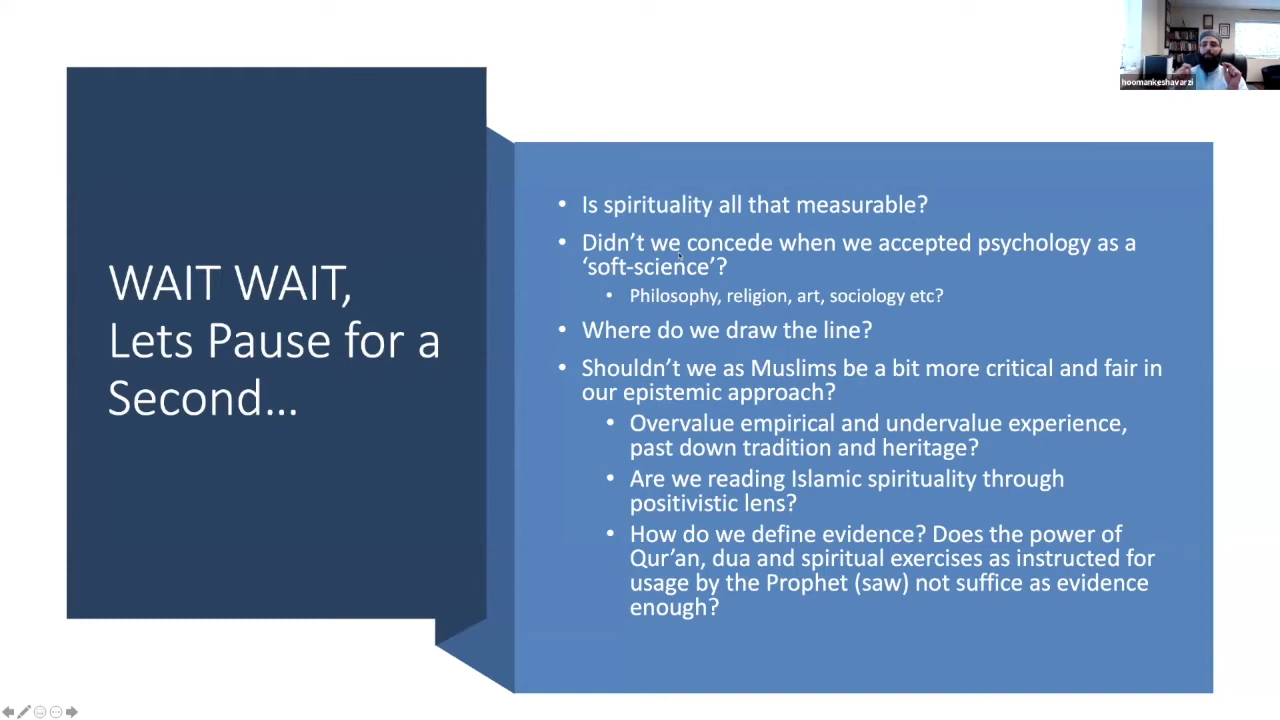 hoomankeshavarzi
WAIT WAIT,
Lets Pause for a
Second...
• Is spirituality all that measurable?
• Didn’t we concede when we accepted psychology as a
‘soft-science’?
• Philosophy, religion, art, sociology etc?
• Where do we draw the line?
• Shouldn’t we as Muslims be a bit more critical and fair in
our epistemic approach?
• Overvalue empirical and undervalue experience,
past down tradition and heritage?
• Are we reading Islamic spirituality through
positivistic lens?
• How do we define evidence? Does the power of
Qur’an, dua and spiritual exercises as instructed for
usage by the Prophet (saw) not suffice as evidence
enough?